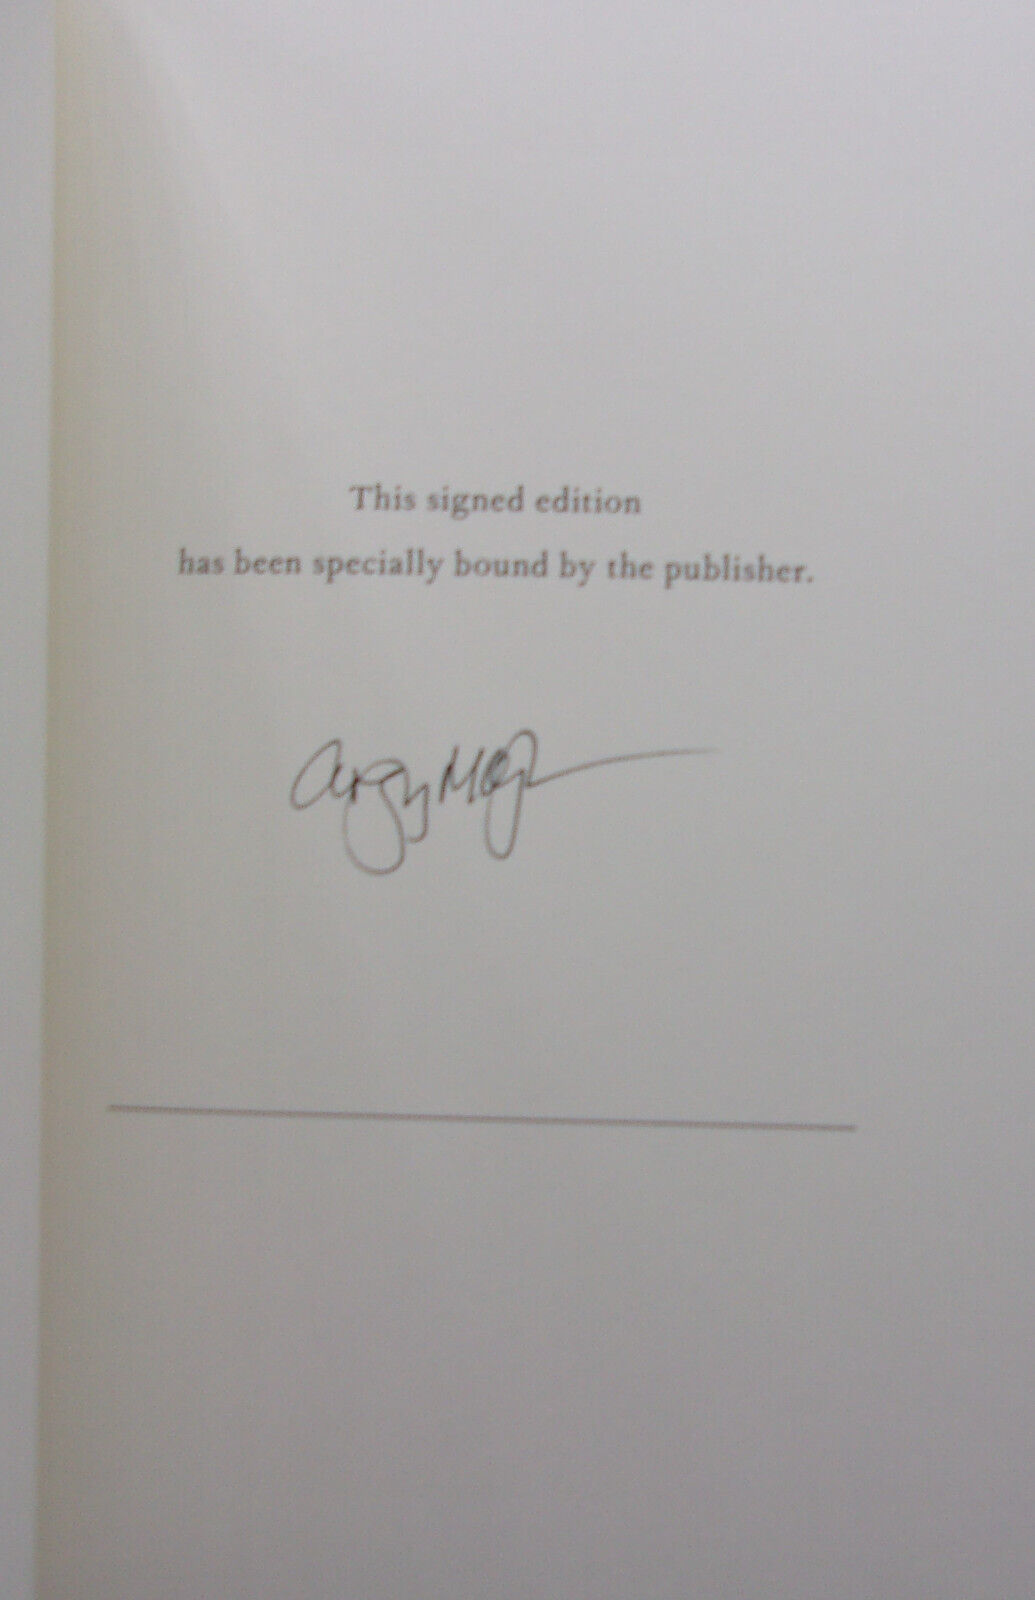 This signed edition
has been specially bound by the publisher.